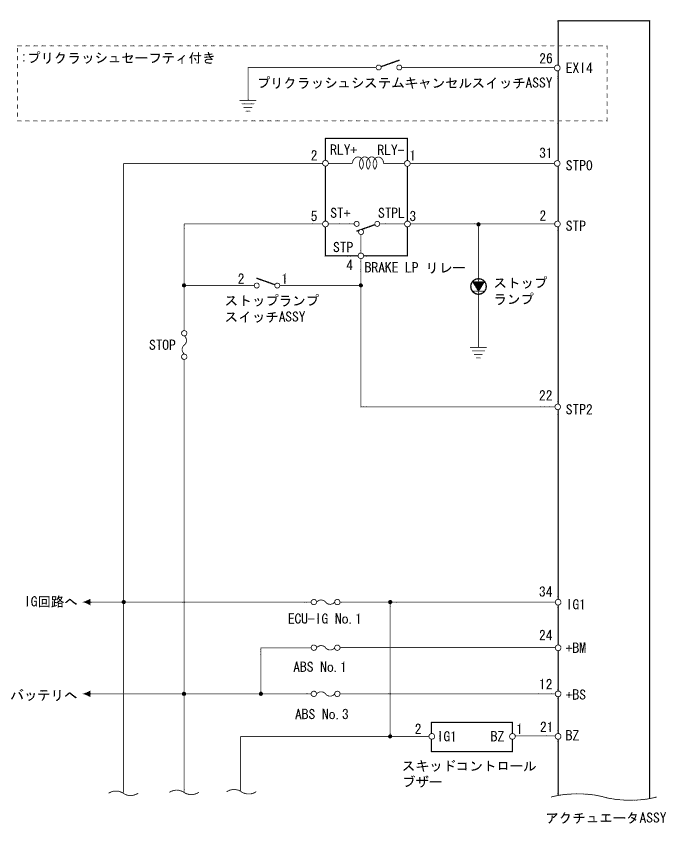 :プリクラッシュセーフティ付き
26
EXI4
プリクラッシュシステムキャンセルスイッチASSY
2
RLY+
RLY-
1
31
STPO
5
ST+
STPL
3
2
STP
STP
4
BRAKE LP リレー
2
1
ストップランプ
スイッチASSY
ストップ
ランプ
STOP
22
STP2
IG回路へ
ECU-IG No.1
34
IG1
24
+BM
ABS No.1
バッテリへ
12
+BS
ABS No.3
2
IG1
BZ
1
21
BZ
スキッドコントロール
ブザー
アクチュエータASSY